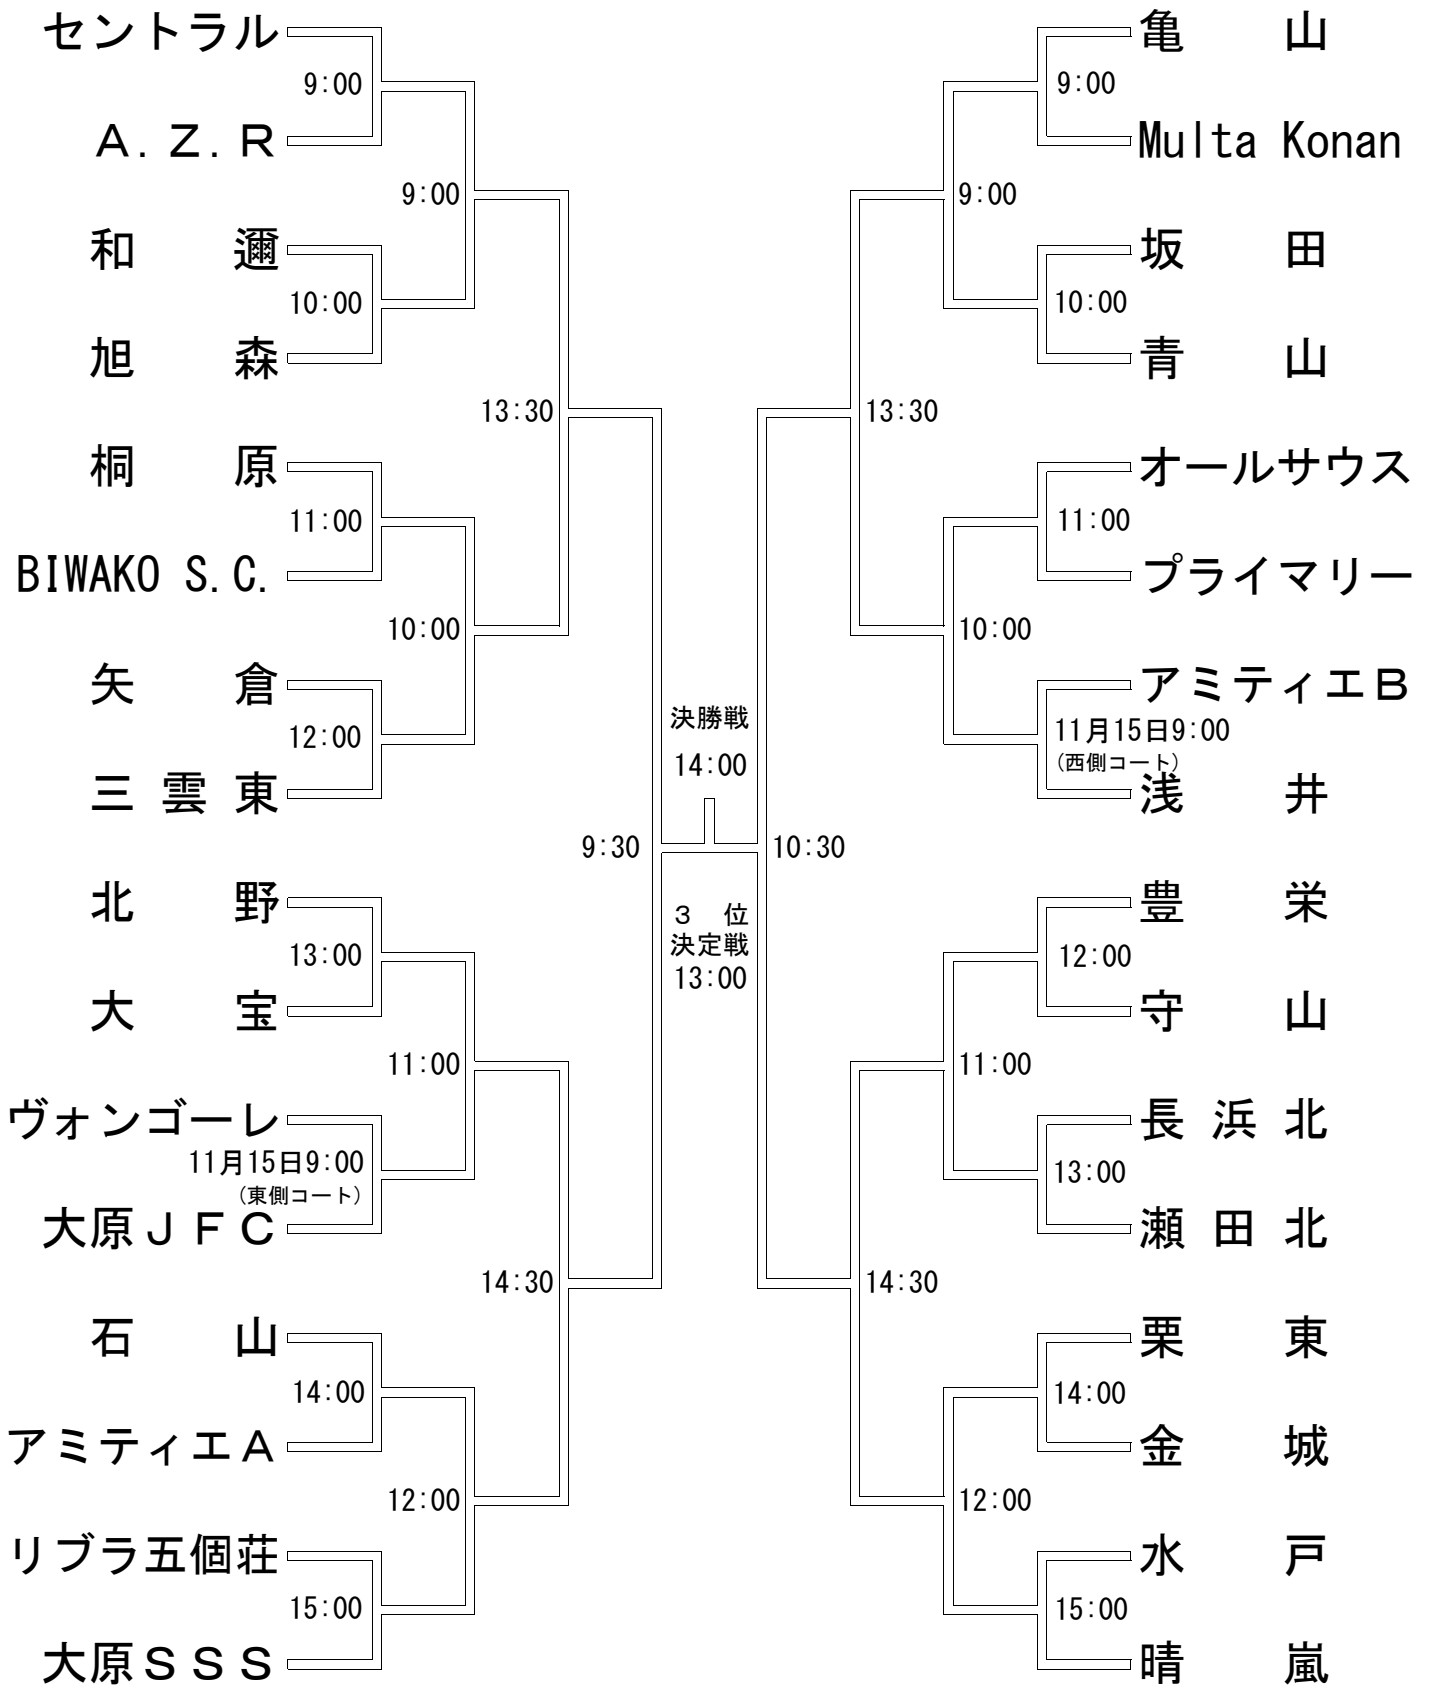 セントラル
9:00
A.Z.R
9:00
和邇
10:00
旭森
13:30
桐原
11:00
BIWAKO S.C.
10:00
矢倉
12:00
三雲東
9:30
北野
13:00
大宝
11:00
ヴォンゴーレ
11月15日9:00
(東側コート)
大原JFC
14:30
石山
14:00
アミティエA
12:00
リブラ五個荘
15:00
大原SSS
決勝戦
14:00
3位
決定戦
13:00
亀山
9:00
Multa Konan
9:00
坂田
10:00
青山
13:30
オールサウス
11:00
プライマリー
10:00
アミティエB
11月15日9:00
(西側コート)
浅井
10:30
豊栄
12:00
守山
11:00
長浜北
13:00
瀬田北
14:30
栗東
14:00
金城
12:00
水戸
15:00
晴嵐